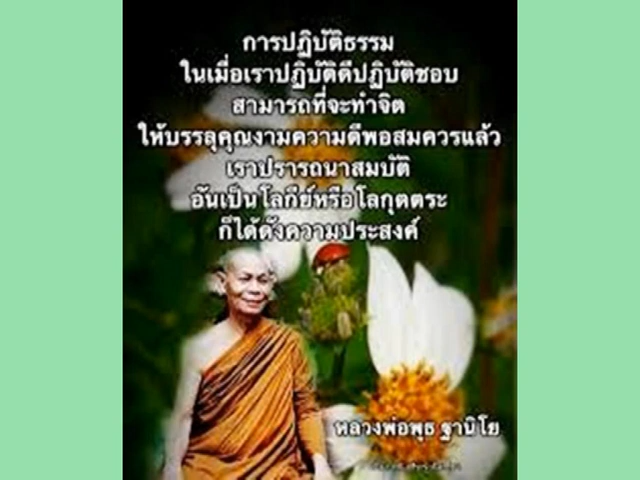 การปฏิบัติธรรม
ในเมื่อเราปฏิบัติดีปฏิบัติชอบ
สามารถที่จะทำจิต
ให้บรรลุคุณงามความดีพอสมควรแล้ว
เราปรารถนาสมบัติ
อันเป็นโลกีย์หรือโลกุตตระ
ก็ได้ดังความประสงค์
หลวงพ่อพุธ ฐานิโย